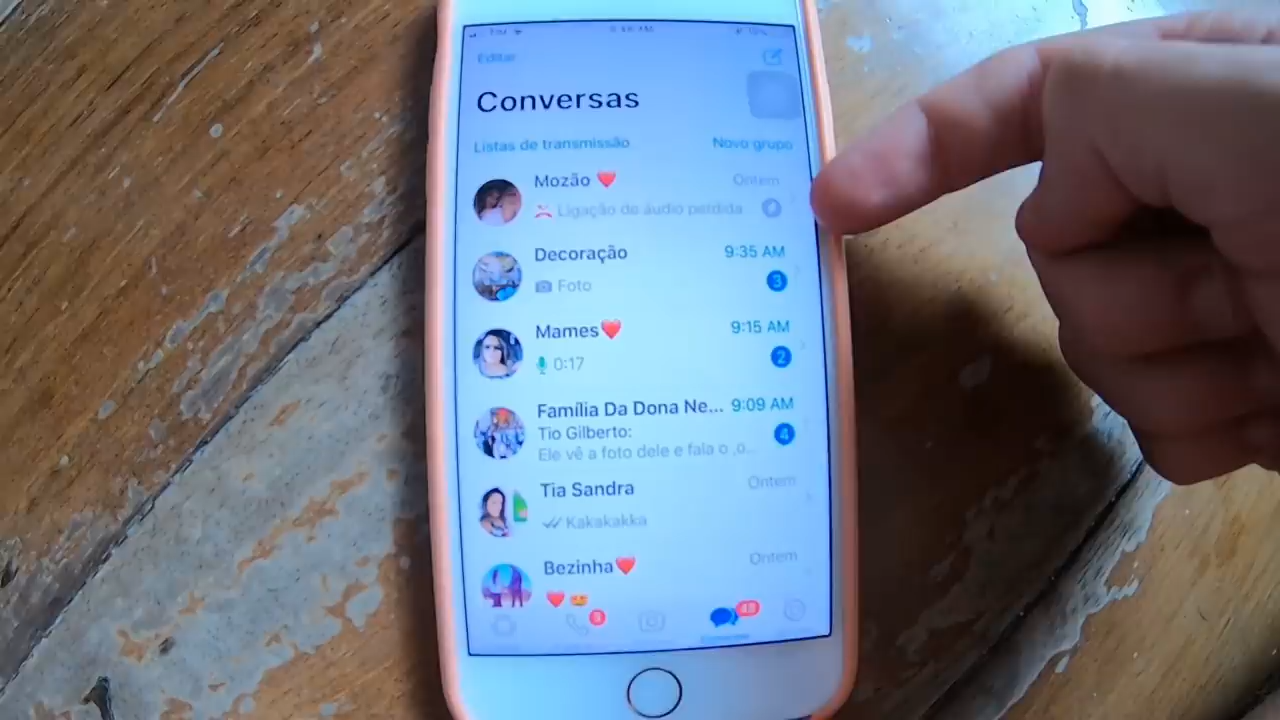 Editar
Conversas
Listas de transmissão Novo grupo
Mozão ❤️ Ontem
Ligação de áudio perdida
Decoração 9:35 AM
Foto 3
Mames❤️ 9:15 AM
0:17 2
Família Da Dona Ne... 9:09 AM
Tio Gilberto: 4
Ele vê a foto dele e fala o ,o...
Tia Sandra Ontem
Kakakakka
Bezinha❤️ Ontem
❤️😍